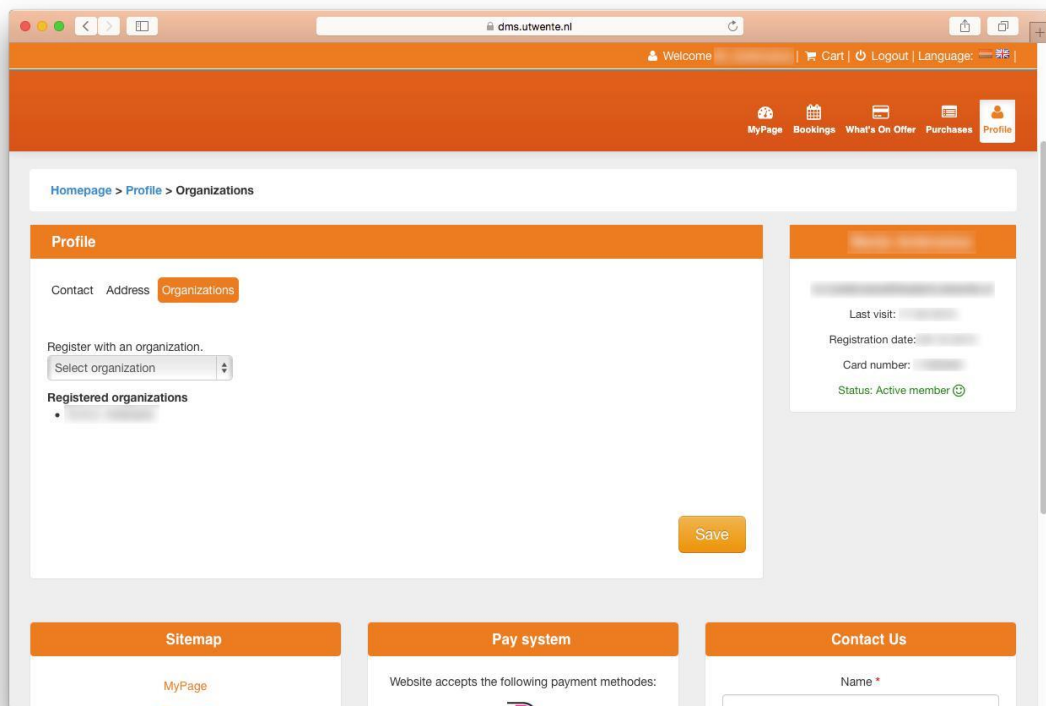 dms.utwente.nl
Welcome | Cart | Logout | Language: |
MyPage Bookings What's On Offer Purchases Profile
Homepage > Profile > Organizations
Profile
Contact Address Organizations
Register with an organization.
Select organization
Registered organizations
Save
Last visit:
Registration date:
Card number:
Status: Active member
Sitemap
MyPage
Pay system
Website accepts the following payment methodes:
Contact Us
Name *